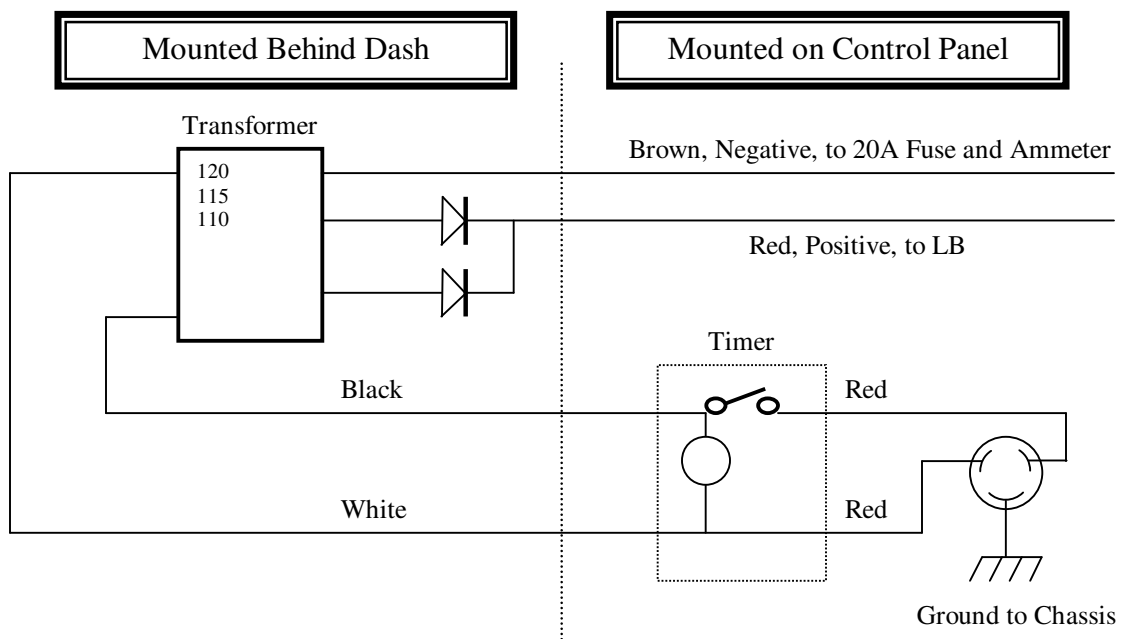 Mounted Behind Dash
Mounted on Control Panel
Transformer
120
115
110
Brown, Negative, to 20A Fuse and Ammeter
Red, Positive, to LB
Timer
Black
Red
White
Red
Ground to Chassis